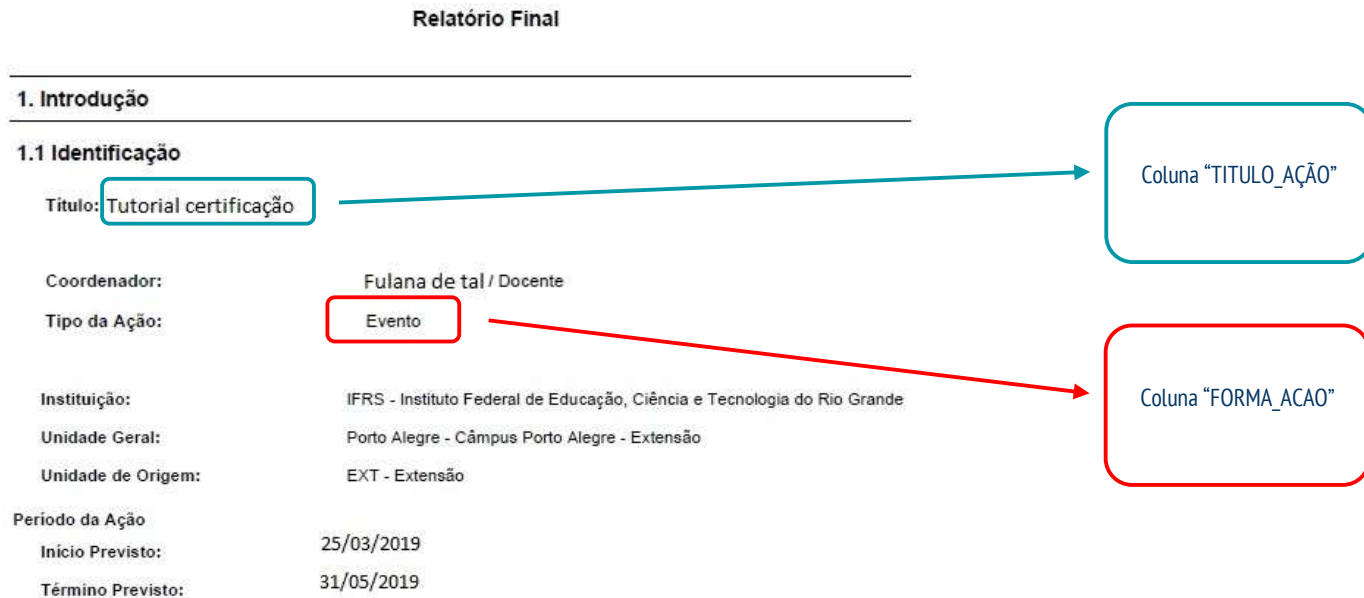 Relatório Final
1. Introdução
1.1 Identificação
Título: Tutorial certificação
Coluna “TITULO_AÇÃO”
Coordenador: Fulana de tal / Docente
Tipo da Ação: Evento
Instituição: IFRS - Instituto Federal de Educação, Ciência e Tecnologia do Rio Grande
Coluna “FORMA_ACAO”
Unidade Geral: Porto Alegre - Câmpus Porto Alegre - Extensão
Unidade de Origem: EXT - Extensão
Período da Ação
Início Previsto: 25/03/2019
Término Previsto: 31/05/2019